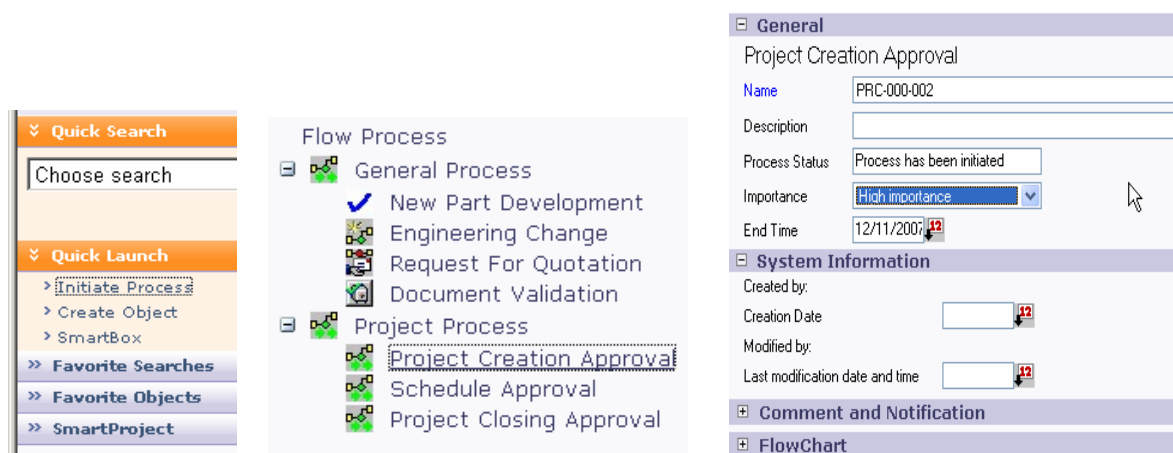 Quick Search
Choose search
Quick Launch
Initiate Process
Create Object
SmartBox
Favorite Searches
Favorite Objects
SmartProject
Flow Process
General Process
New Part Development
Engineering Change
Request For Quotation
Document Validation
Project Process
Project Creation Approval
Schedule Approval
Project Closing Approval
General
Project Creation Approval
Name PRC-000-002
Description
Process Status Process has been initiated
Importance High importance
End Time 12/11/2007 12
System Information
Created by:
Creation Date 12
Modified by:
Last modification date and time 12
Comment and Notification
FlowChart